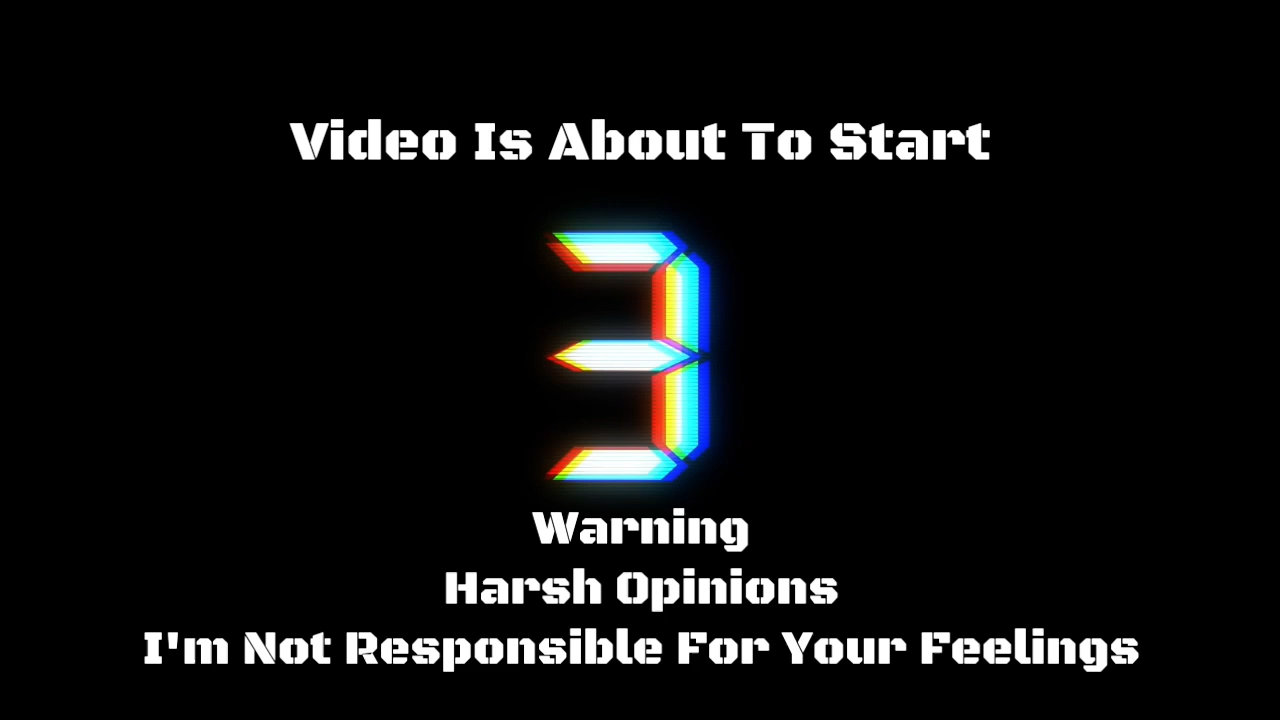 Video Is About To Start
3
Warning
Harsh Opinions
I'm Not Responsible For Your Feelings